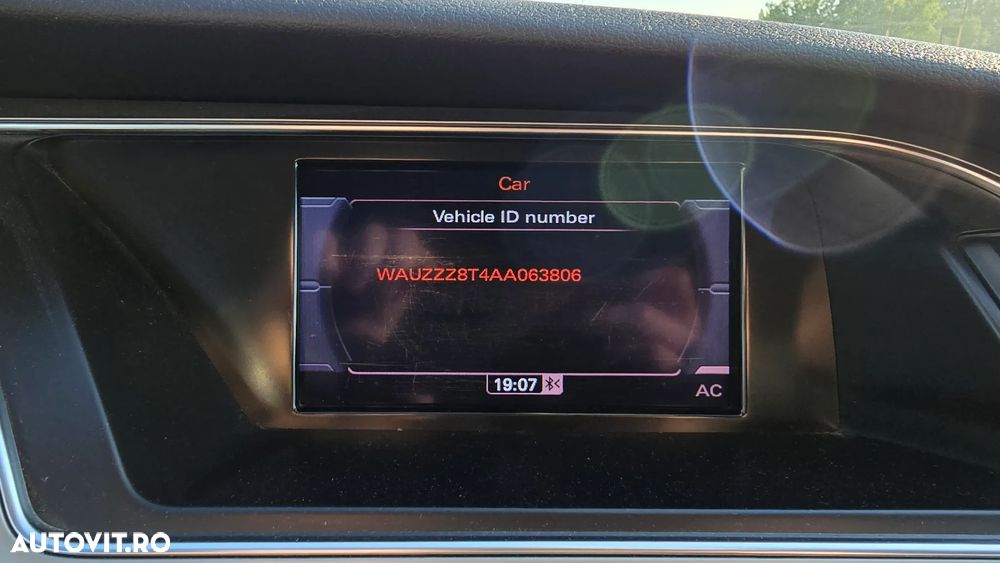 Car
Vehicle ID number
WAUZZZ8T4AA063806
19:07
AC
AUTOVIT.RO